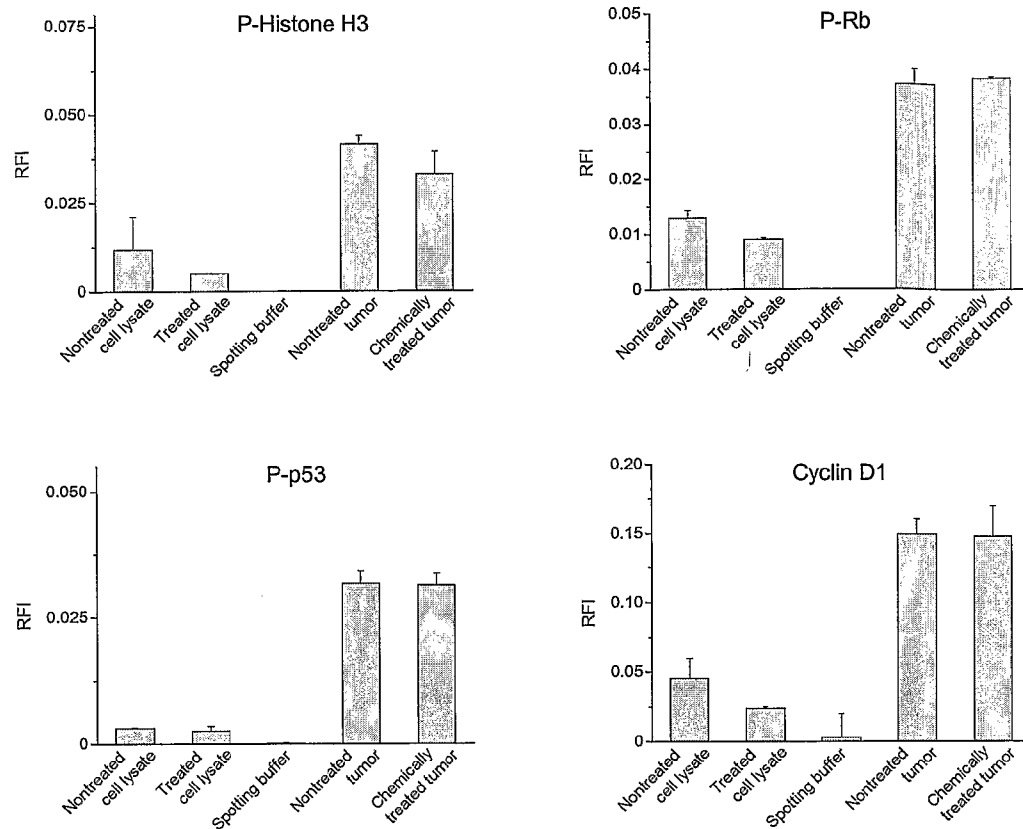 P-Histone H3
0.075
0.050
0.025
0
RFI
Nontreated
cell lysate
Treated
cell lysate
Spotting buffer
Nontreated
tumor
Chemically
treated tumor
P-Rb
0.05
0.04
0.03
0.02
0.01
0
RFI
Nontreated
cell lysate
Treated
cell lysate
Spotting buffer
Nontreated
tumor
Chemically
treated tumor
P-p53
0.050
0.025
0
RFI
Nontreated
cell lysate
Treated
cell lysate
Spotting buffer
Nontreated
tumor
Chemically
treated tumor
Cyclin D1
0.20
0.15
0.10
0.05
0
RFI
Nontreated
cell lysate
Treated
cell lysate
Spotting buffer
Nontreated
tumor
Chemically
treated tumor